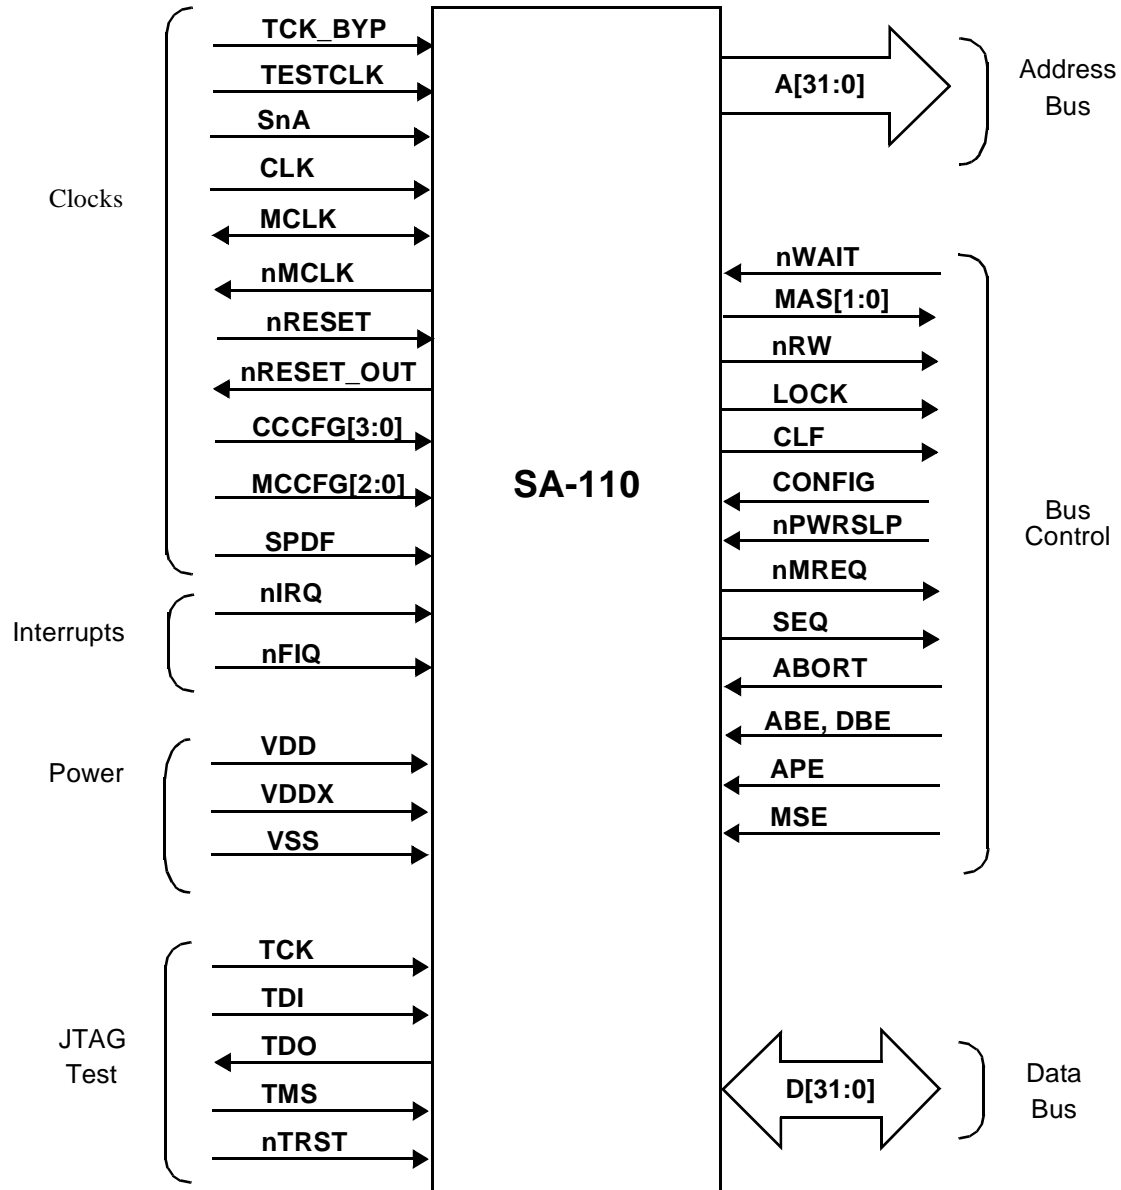 TCK_BYP
TESTCLK
SnA
CLK
Clocks
MCLK
nMCLK
nRESET
nRESET_OUT
CCCFG[3:0]
MCCFG[2:0]
SPDF
nIRQ
Interrupts
nFIQ
VDD
Power
VDDX
VSS
TCK
TDI
JTAG
Test
TDO
TMS
nTRST
SA-110
A[31:0]
Address
Bus
nWAIT
MAS[1:0]
nRW
LOCK
CLF
CONFIG
nPWRSLP
Bus
Control
nMREQ
SEQ
ABORT
ABE, DBE
APE
MSE
D[31:0]
Data
Bus